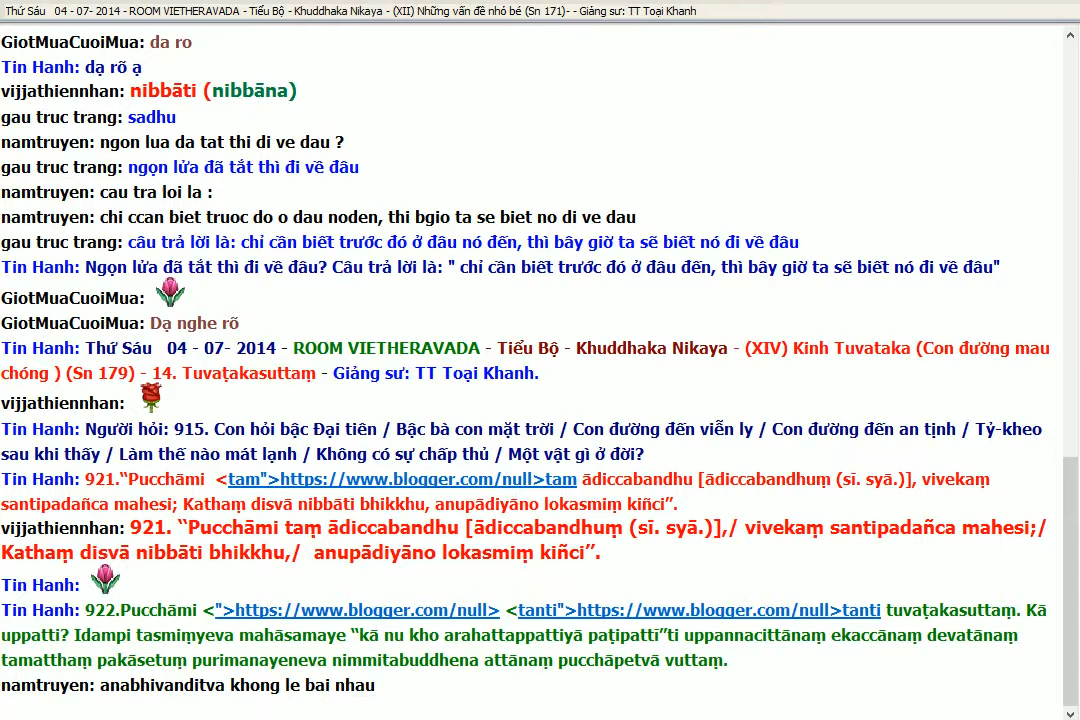 Thứ Sáu 04 - 07- 2014 - ROOM VIETHERAVADA - Tiểu Bộ - Khuddhaka Nikaya - (XII) Những vấn đề nhỏ bé (Sn 171)- - Giảng sư: TT Toại Khanh
GiotMuaCuoiMua: da ro
Tin Hanh: dạ rõ ạ
vijjathiennhan: nibbāti (nibbāna)
gau truc trang: sadhu
namtruyen: ngon lua da tat thi di ve dau ?
gau truc trang: ngọn lửa đã tắt thì đi về đâu
namtruyen: cau tra loi la :
namtruyen: chi ccan biet truoc do o dau noden, thi bgio ta se biet no di ve dau
gau truc trang: câu trả lời là: chỉ cần biết trước đó ở đâu nó đến, thì bây giờ ta sẽ biết nó đi về đâu
Tin Hanh: Ngọn lửa đã tắt thì đi về đâu? Câu trả lời là: " chỉ cần biết trước đó ở đâu đến, thì bây giờ ta sẽ biết nó đi về đâu"
GiotMuaCuoiMua:
GiotMuaCuoiMua: Dạ nghe rõ
Tin Hanh: Thứ Sáu 04 - 07- 2014 - ROOM VIETHERAVADA - Tiểu Bộ - Khuddhaka Nikaya - (XIV) Kinh Tuvataka (Con đường mau
chóng ) (Sn 179) - 14. Tuvaṭakasuttaṃ - Giảng sư: TT Toại Khanh.
vijjathiennhan:
Tin Hanh: Người hỏi: 915. Con hỏi bậc Đại tiên / Bậc bà con mặt trời / Con đường đến viễn ly / Con đường đến an tịnh / Tỷ-kheo
sau khi thấy / Làm thế nào mát lạnh / Không có sự chấp thủ / Một vật gì ở đời?
Tin Hanh: 921.“Pucchāmi <tam">https://www.blogger.com/null>tam ādiccabandhu [ādiccabandhuṃ (sī. syā.)], vivekaṃ
santipadañca mahesi; Kathaṃ disvā nibbāti bhikkhu, anupādiyāno lokasmiṃ kiñci”.
vijjathiennhan: 921. “Pucchāmi taṃ ādiccabandhu [ādiccabandhuṃ (sī. syā.)],/ vivekaṃ santipadañca mahesi;/
Kathaṃ disvā nibbāti bhikkhu,/ anupādiyāno lokasmiṃ kiñci”.
Tin Hanh:
Tin Hanh: 922.Pucchāmi <">https://www.blogger.com/null> <tanti">https://www.blogger.com/null>tanti tuvaṭakasuttaṃ. Kā
uppatti? Idampi tasmiṃyeva mahāsamaye “kā nu kho arahattappattiyā paṭipattī”ti uppannacittānaṃ ekaccānaṃ devatānaṃ
tamatthaṃ pakāsetuṃ purimanayeneva nimmitabuddhena attānaṃ pucchāpetvā vuttaṃ.
namtruyen: anabhivanditva khong le bai nhau